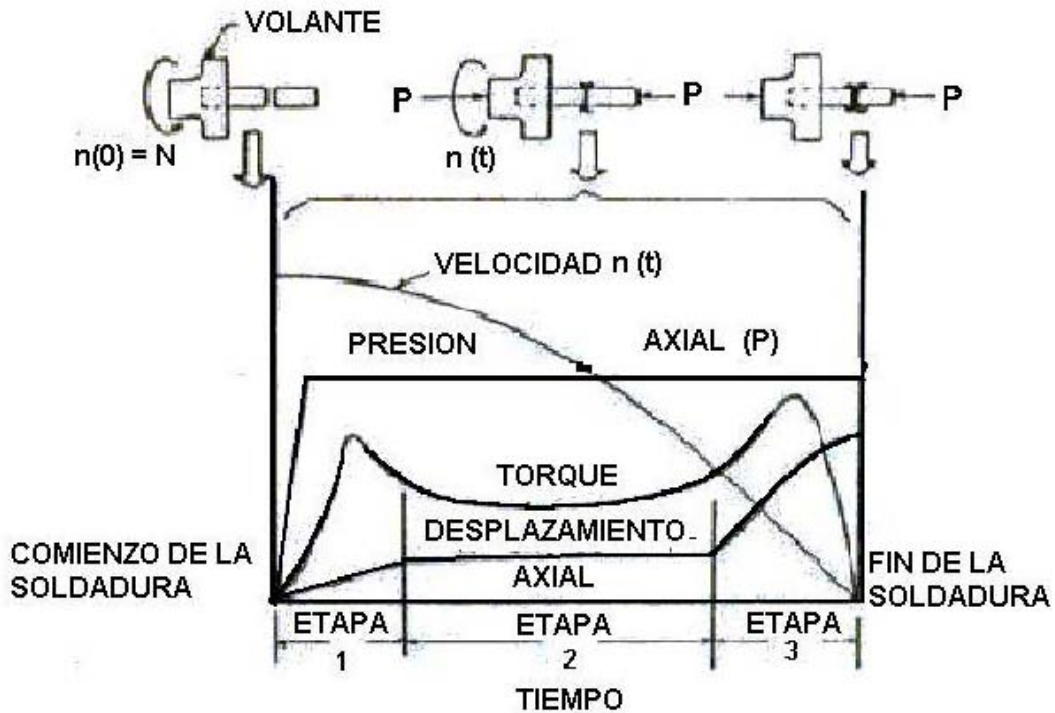 VOLANTE
n(0) = N
P
n (t)
P
P
VELOCIDAD n (t)
PRESION
AXIAL (P)
TORQUE
DESPLAZAMIENTO
AXIAL
COMIENZO DE LA
SOLDADURA
FIN DE LA
SOLDADURA
ETAPA
1
ETAPA
2
ETAPA
3
TIEMPO